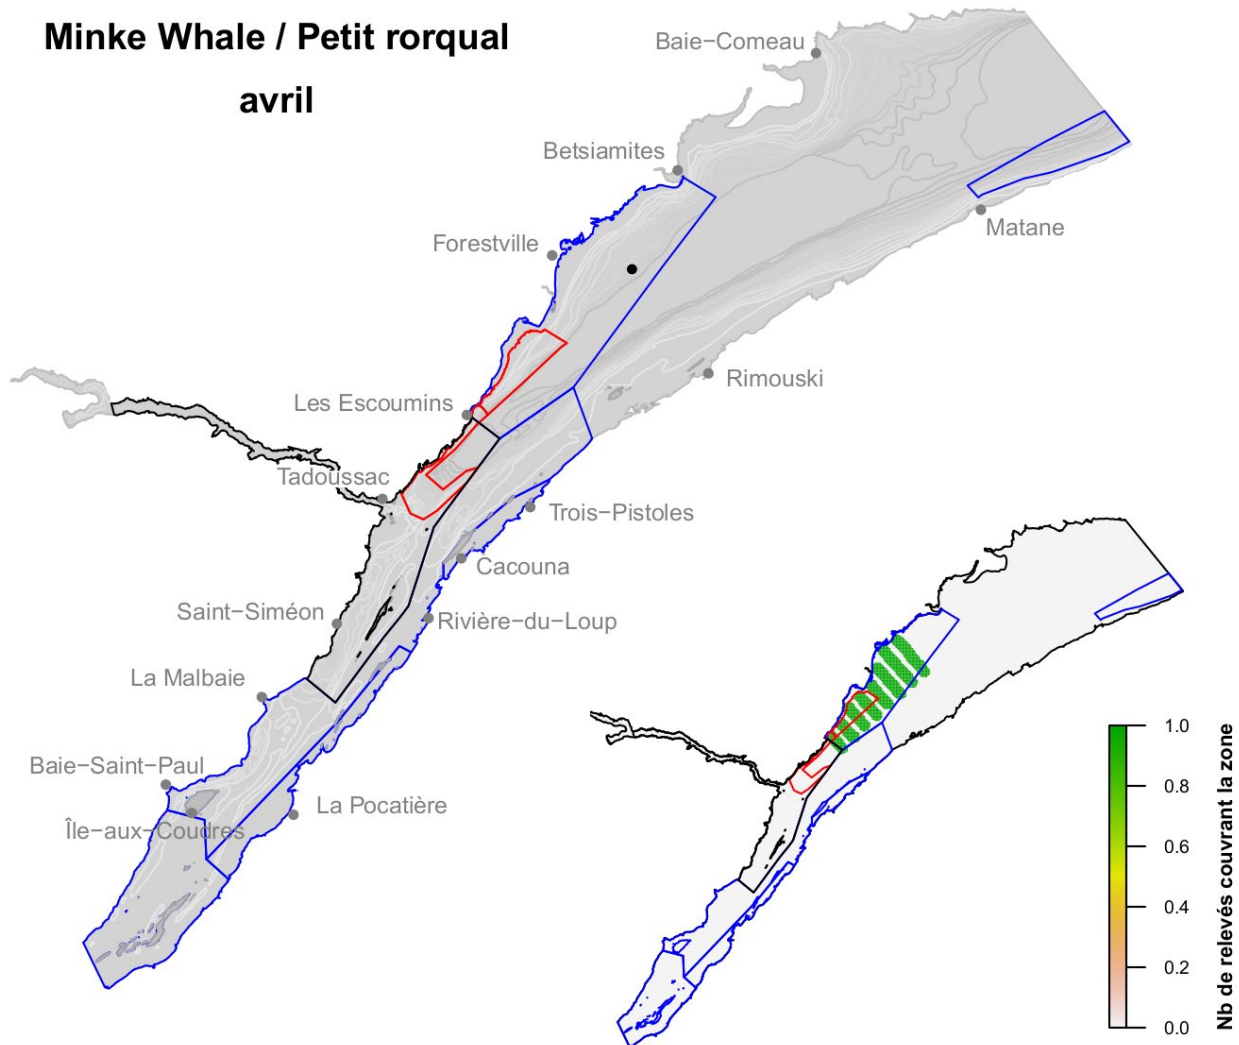 Minke Whale / Petit rorqual
avril
Baie−Comeau
Betsiamites
Forestville
Matane
Rimouski
Les Escoumins
Tadoussac
Trois−Pistoles
Cacouna
Saint−Siméon
Rivière−du−Loup
La Malbaie
Baie−Saint−Paul
La Pocatière
Île−aux−Coudres
1.0
0.8
0.6
0.4
0.2
0.0
Nb de relevés couvrant la zone